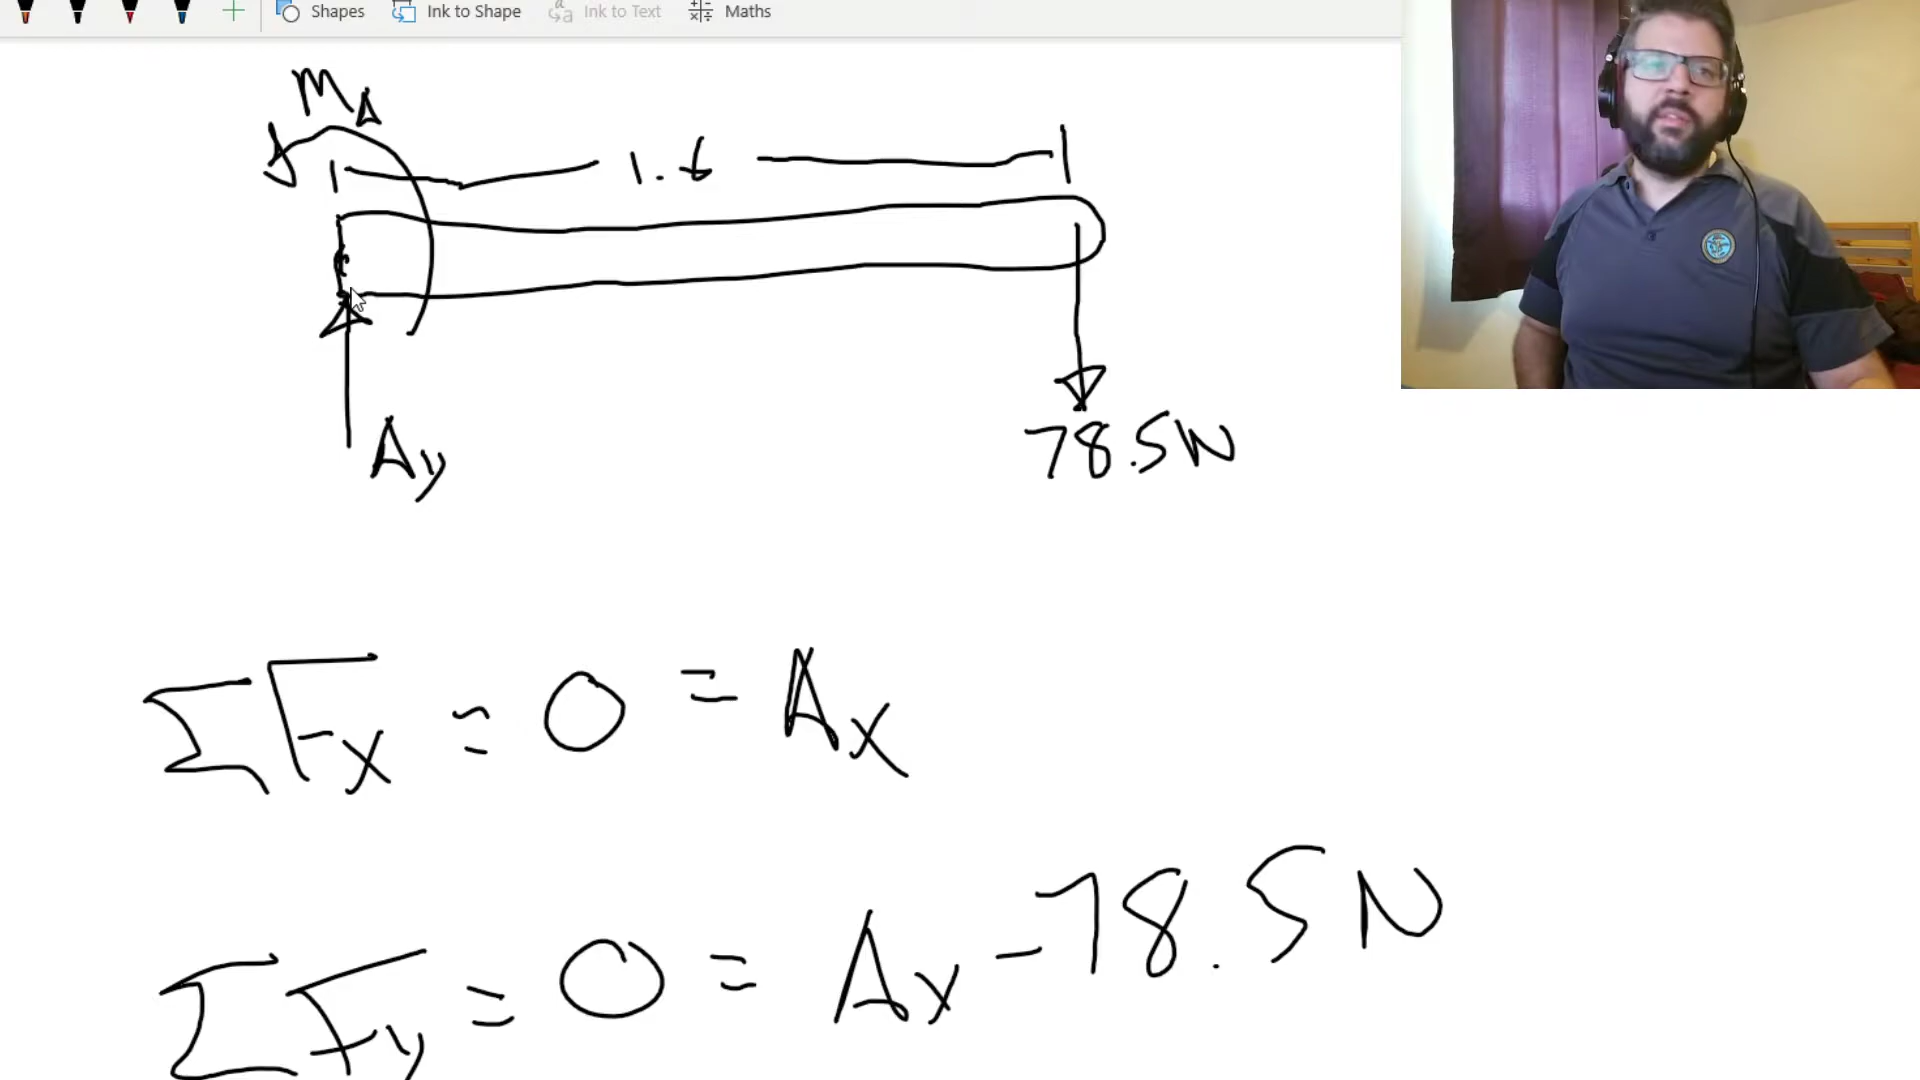 Shapes Ink to Shape Ink to Text Maths
MA
1.6
Ay
78.5N
ΣFx = 0 = Ax
ΣFy = 0 = Ax - 78.5N